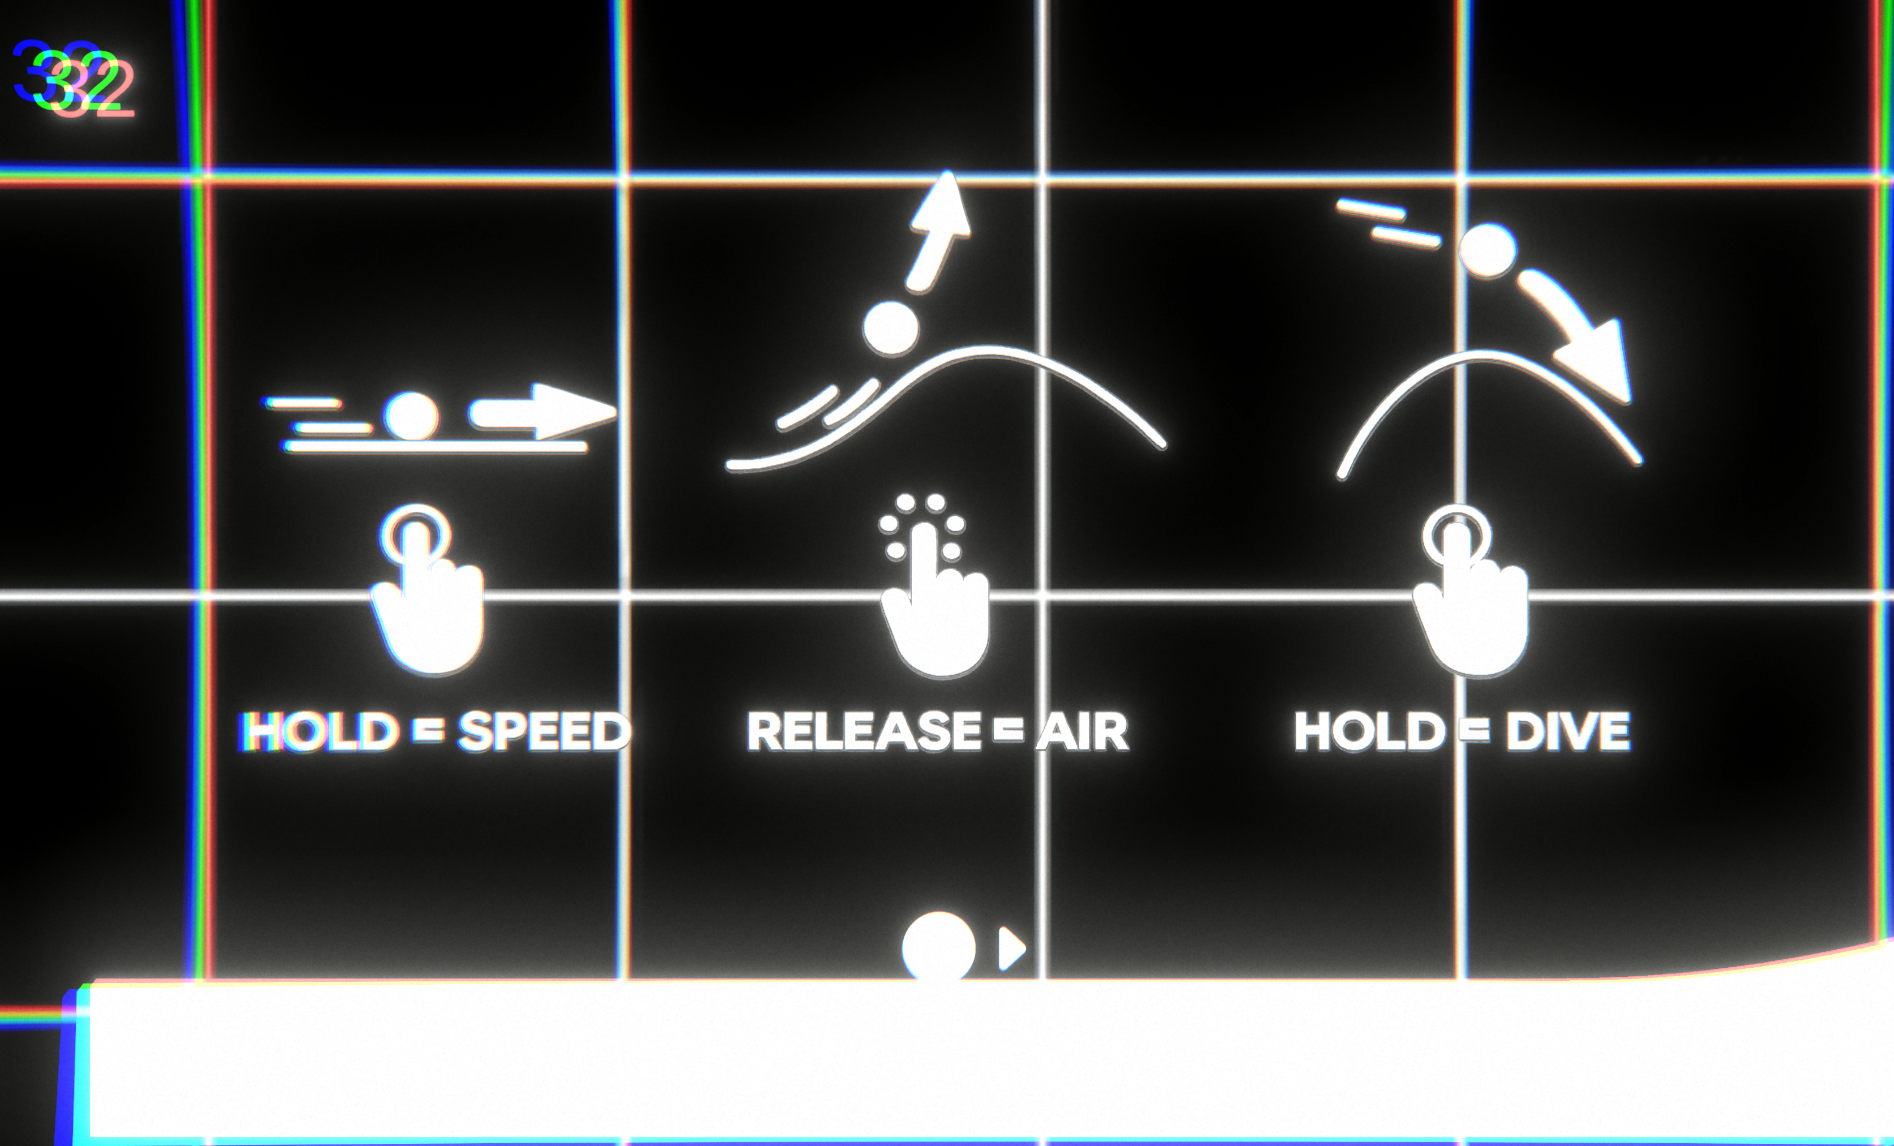 32
HOLD = SPEED
RELEASE = AIR
HOLD = DIVE